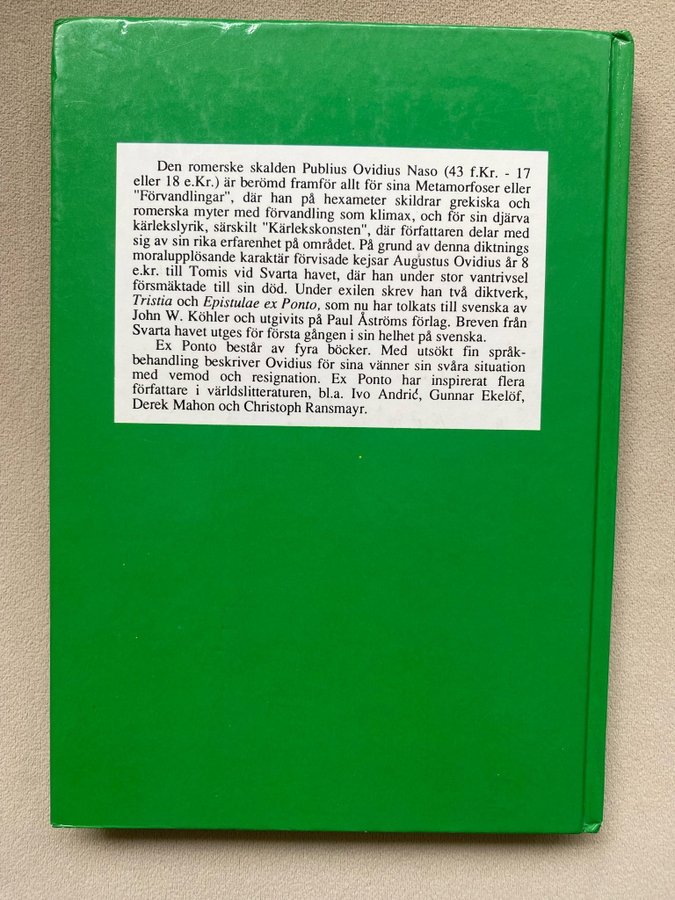 Den romerske skalden Publius Ovidius Naso (43 f.Kr. - 17
eller 18 e.Kr.) är berömd framför allt för sina Metamorfoser eller
"Förvandlingar", där han på hexameter skildrar grekiska och
romerska myter med förvandling som klimax, och för sin djärva
kärlekslyrik, särskilt "Kärlekskonsten", där författaren delar med
sig av sin rika erfarenhet på området. På grund av denna diktnings
moralupplösande karaktär förvisade kejsar Augustus Ovidius år 8
e.kr. till Tomis vid Svarta havet, där han under stor vantrivsel
försmäktade till sin död. Under exilen skrev han två diktverk,
Tristia och Epistulae ex Ponto, som nu har tolkats till svenska av
John W. Köhler och utgivits på Paul Åströms förlag. Breven från
Svarta havet utges för första gången i sin helhet på svenska.
Ex Ponto består av fyra böcker. Med utsökt fin språk-
behandling beskriver Ovidius för sina vänner sin svåra situation
med vemod och resignation. Ex Ponto har inspirerat flera
författare i världslitteraturen, bl.a. Ivo Andrić, Gunnar Ekelöf,
Derek Mahon och Christoph Ransmayr.